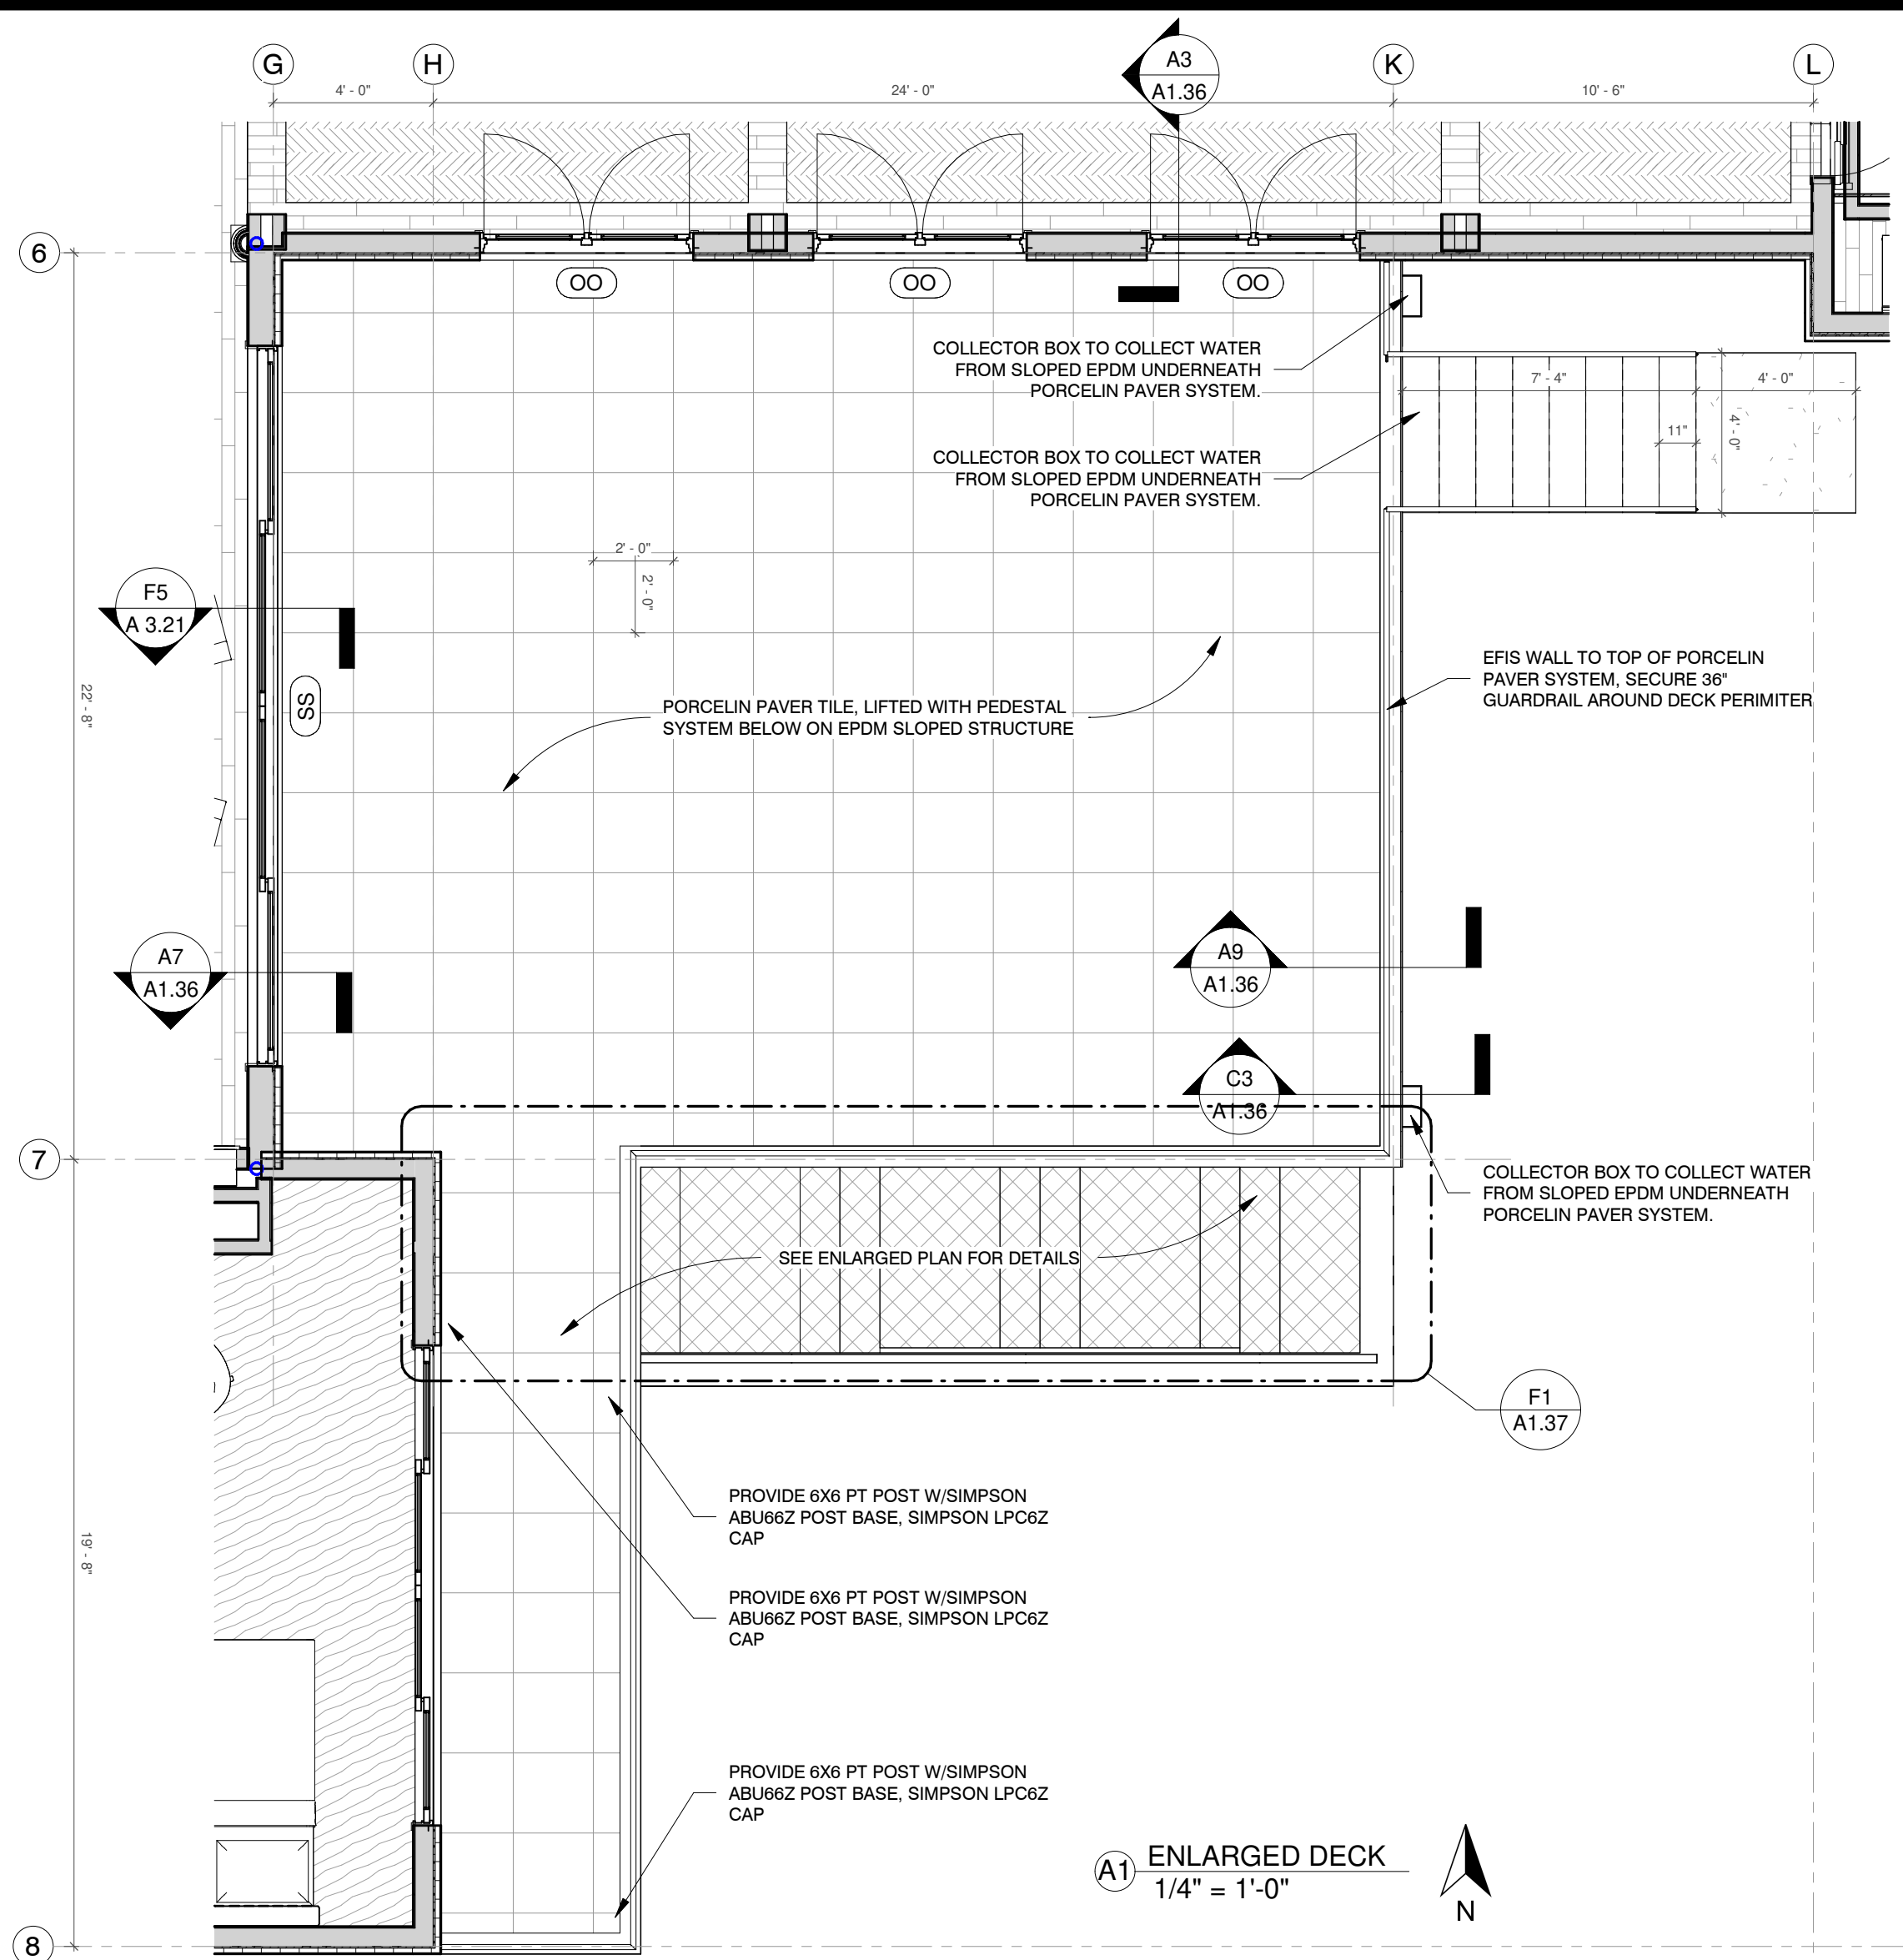 G
H
A3
A1.36
K
L
4' - 0"
24' - 0"
10' - 6"
6
OO
OO
OO
COLLECTOR BOX TO COLLECT WATER
FROM SLOPED EPDM UNDERNEATH
PORCELIN PAVER SYSTEM.
7' - 4"
4' - 0"
4' - 0"
11"
COLLECTOR BOX TO COLLECT WATER
FROM SLOPED EPDM UNDERNEATH
PORCELIN PAVER SYSTEM.
2' - 0"
2' - 0"
F5
A 3.21
22' - 8"
SS
EFIS WALL TO TOP OF PORCELIN
PAVER SYSTEM, SECURE 36"
GUARDRAIL AROUND DECK PERIMITER
PORCELIN PAVER TILE, LIFTED WITH PEDESTAL
SYSTEM BELOW ON EPDM SLOPED STRUCTURE
A7
A1.36
A9
A1.36
C3
A1.36
7
COLLECTOR BOX TO COLLECT WATER
FROM SLOPED EPDM UNDERNEATH
PORCELIN PAVER SYSTEM.
SEE ENLARGED PLAN FOR DETAILS
F1
A1.37
19' - 8"
PROVIDE 6X6 PT POST W/SIMPSON
ABU66Z POST BASE, SIMPSON LPC6Z
CAP
PROVIDE 6X6 PT POST W/SIMPSON
ABU66Z POST BASE, SIMPSON LPC6Z
CAP
PROVIDE 6X6 PT POST W/SIMPSON
ABU66Z POST BASE, SIMPSON LPC6Z
CAP
A1
ENLARGED DECK
1/4" = 1'-0"
N
8